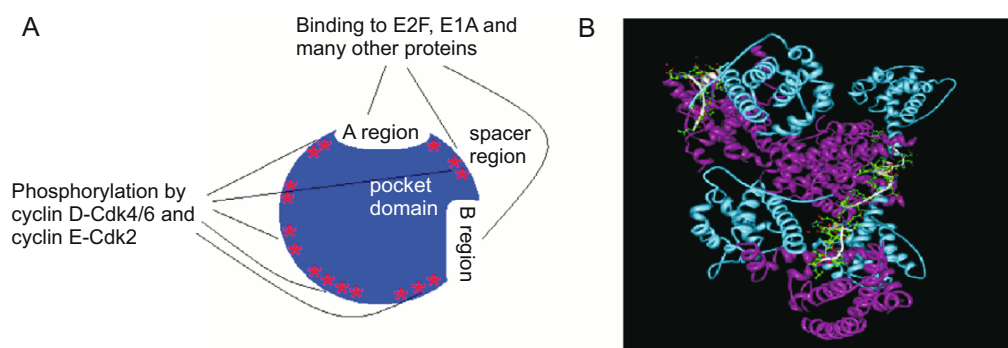 A
Binding to E2F, E1A and
many other proteins
B
A region
spacer
region
pocket
domain
B region
Phosphorylation by
cyclin D-Cdk4/6 and
cyclin E-Cdk2